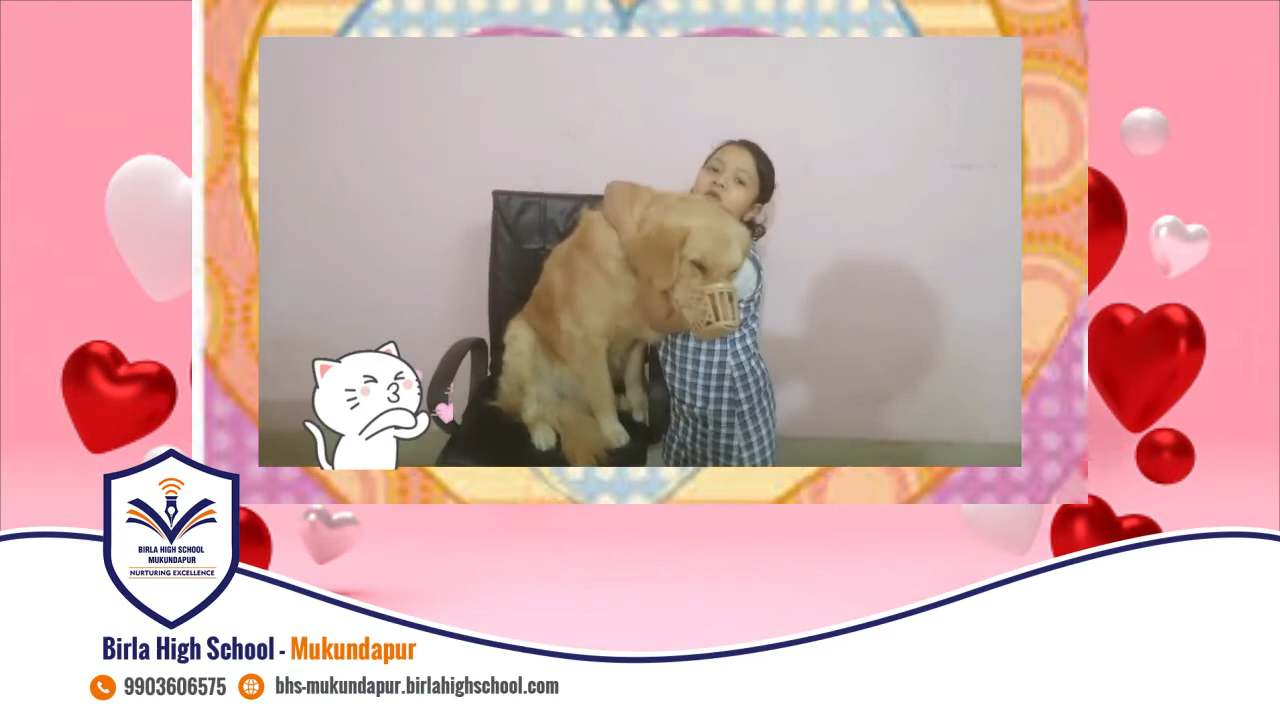 BIRLA HIGH SCHOOL
MUKUNDAPUR
NURTURING EXCELLENCE
Birla High School - Mukundapur
9903606575 bhs-mukundapur.birlahighschool.com